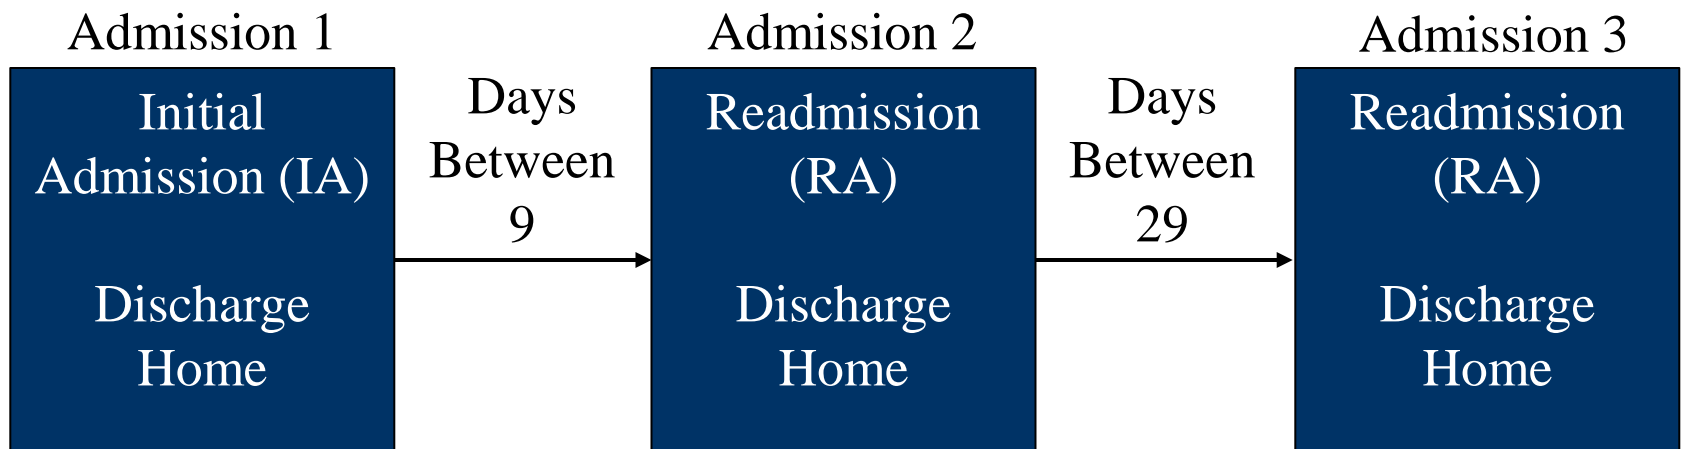 Admission 1
Initial
Admission (IA)
Discharge
Home
Days
Between
9
Admission 2
Readmission
(RA)
Discharge
Home
Days
Between
29
Admission 3
Readmission
(RA)
Discharge
Home